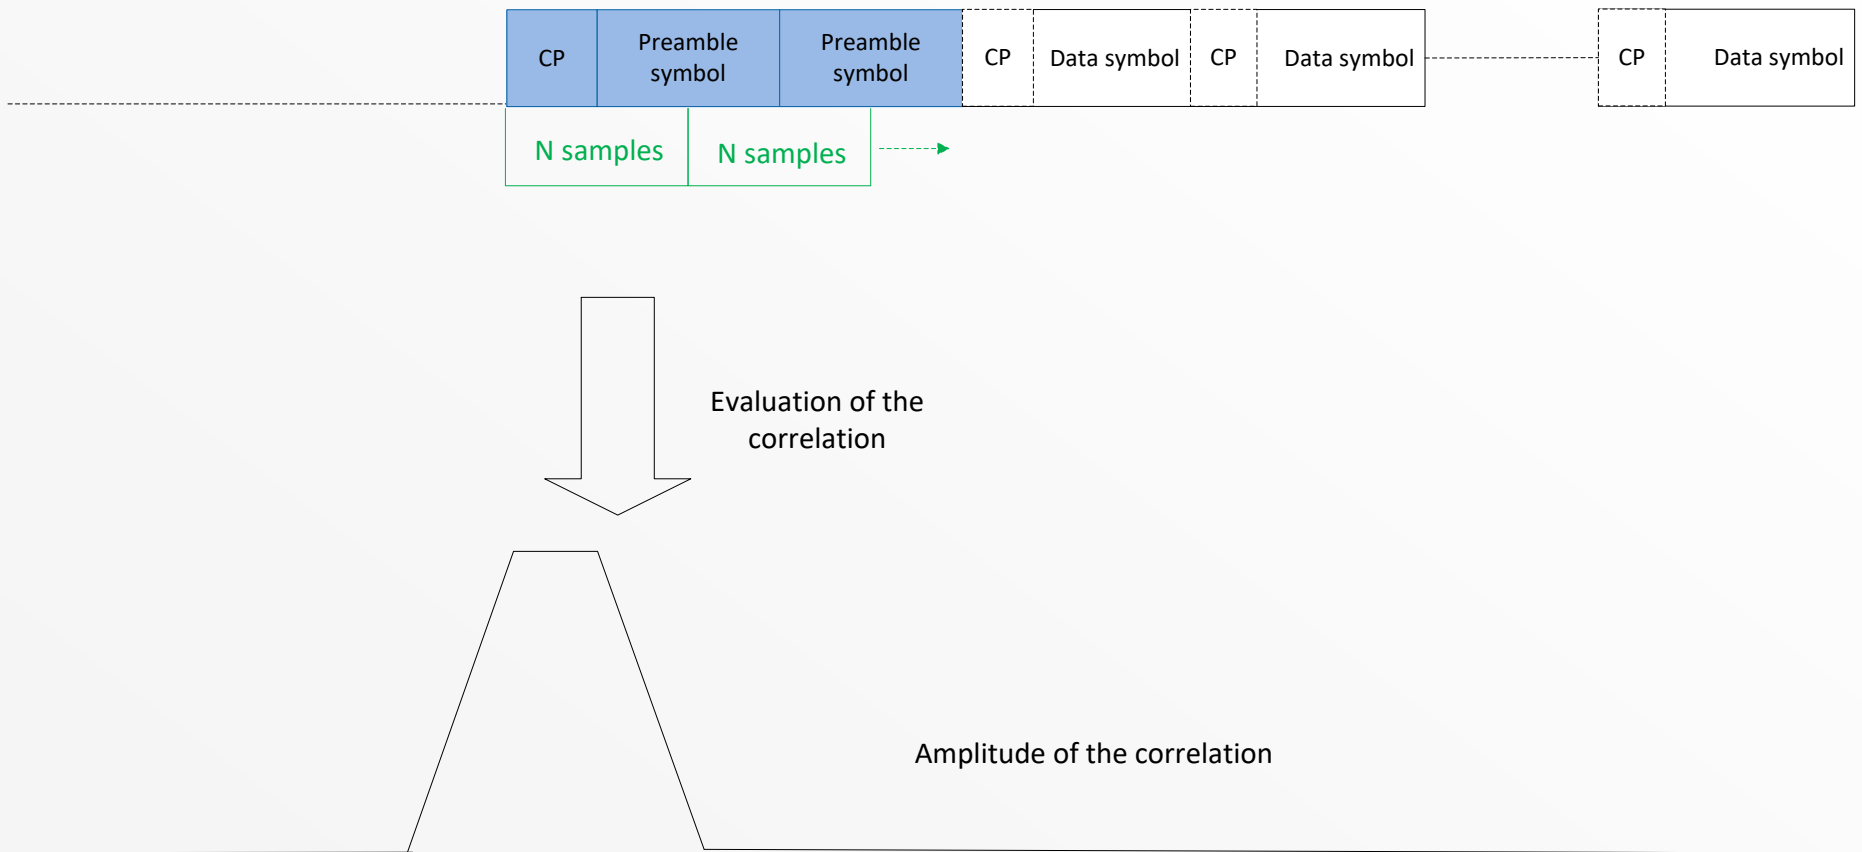 CP
Preamble
symbol
Preamble
symbol
CP
Data symbol
CP
Data symbol
CP
Data symbol
N samples
N samples
Evaluation of the
correlation
Amplitude of the correlation